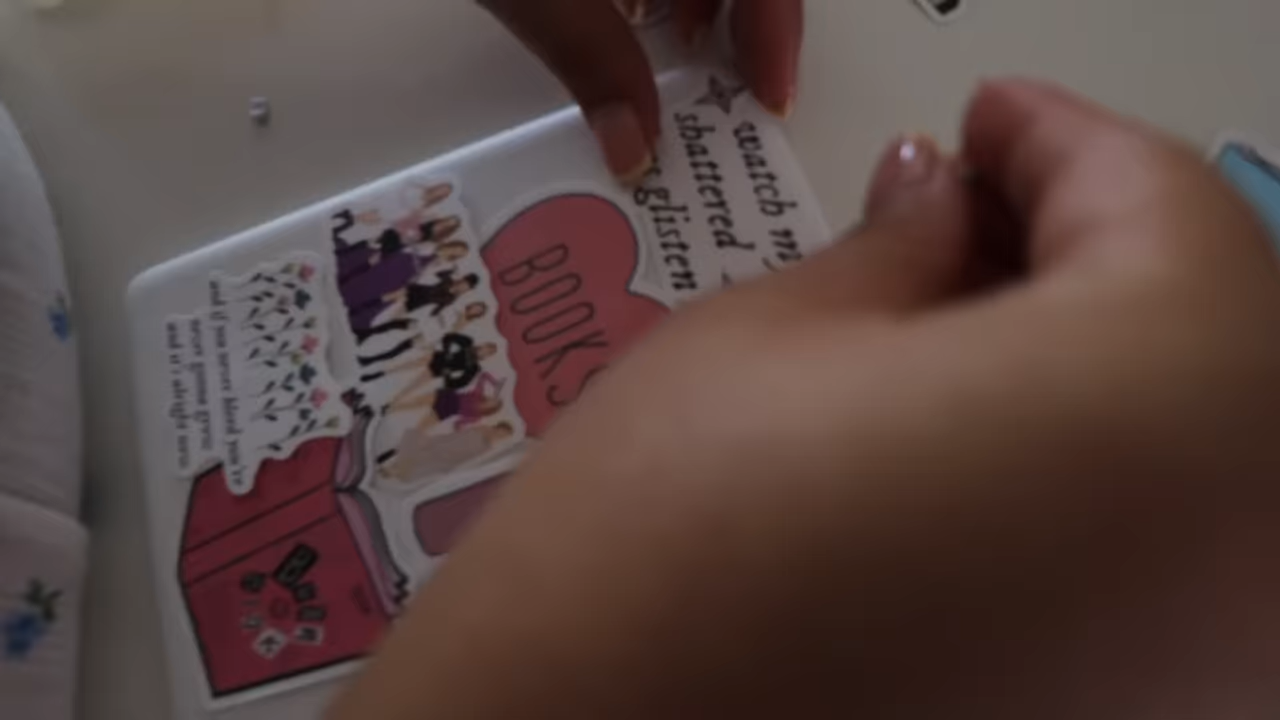 watch m
shattered
glisten
BOOKS
and if you never bleed you're
never gonna grow
and it's alright now